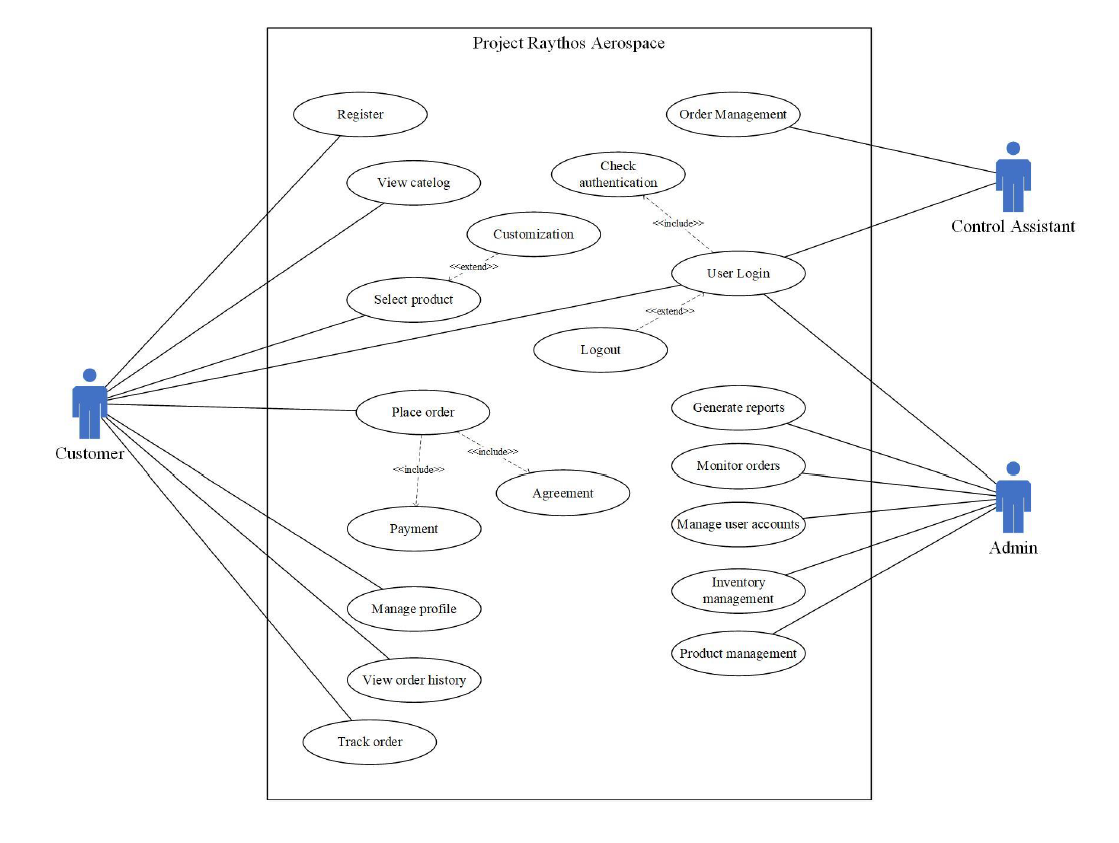 Project Raythos Aerospace
Register
Order Management
Check
authentication
View catelog
<<include>>
Control Assistant
Customization
<<extend>>
User Login
Select product
<<extend>>
Logout
Generate reports
Place order
Customer
<<include>>
Monitor orders
<<include>>
Agreement
Payment
Manage user accounts
Admin
Inventory
management
Manage profile
Product management
View order history
Track order